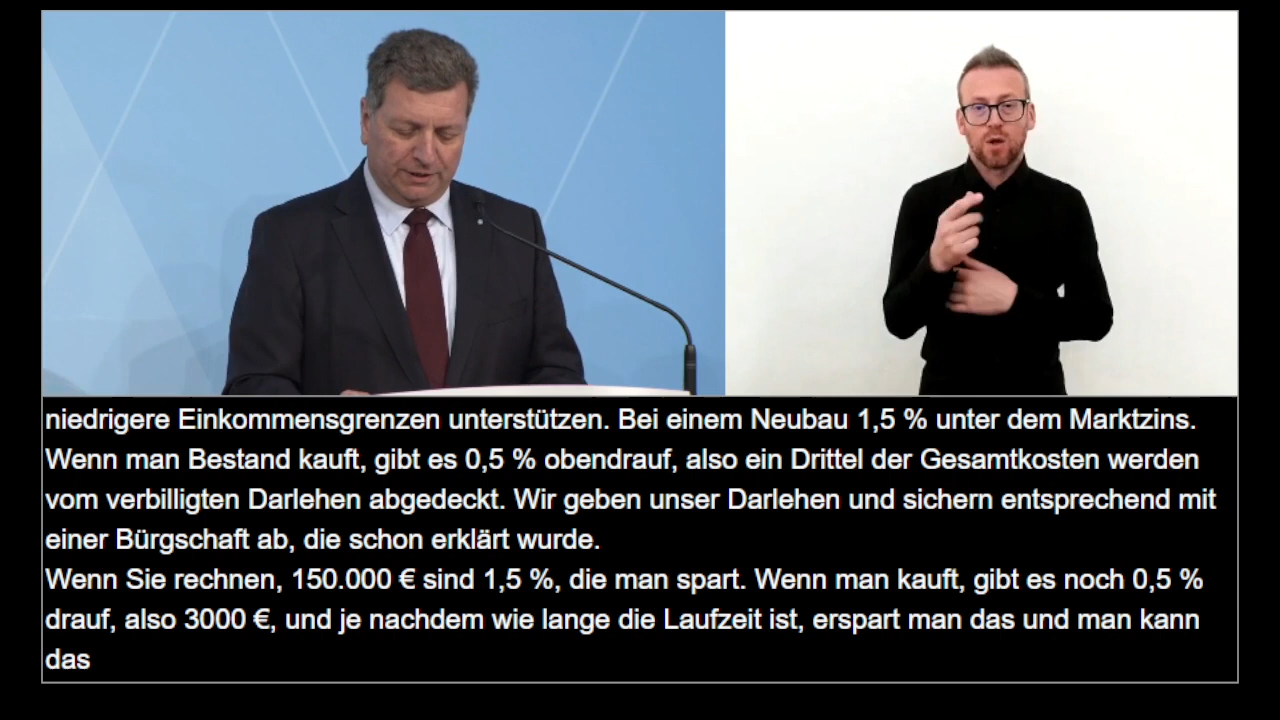 niedrigere Einkommensgrenzen unterstützen. Bei einem Neubau 1,5 % unter dem Marktzins.
Wenn man Bestand kauft, gibt es 0,5 % obendrauf, also ein Drittel der Gesamtkosten werden
vom verbilligten Darlehen abgedeckt. Wir geben unser Darlehen und sichern entsprechend mit
einer Bürgschaft ab, die schon erklärt wurde.
Wenn Sie rechnen, 150.000 € sind 1,5 %, die man spart. Wenn man kauft, gibt es noch 0,5 %
drauf, also 3000 €, und je nachdem wie lange die Laufzeit ist, erspart man das und man kann
das